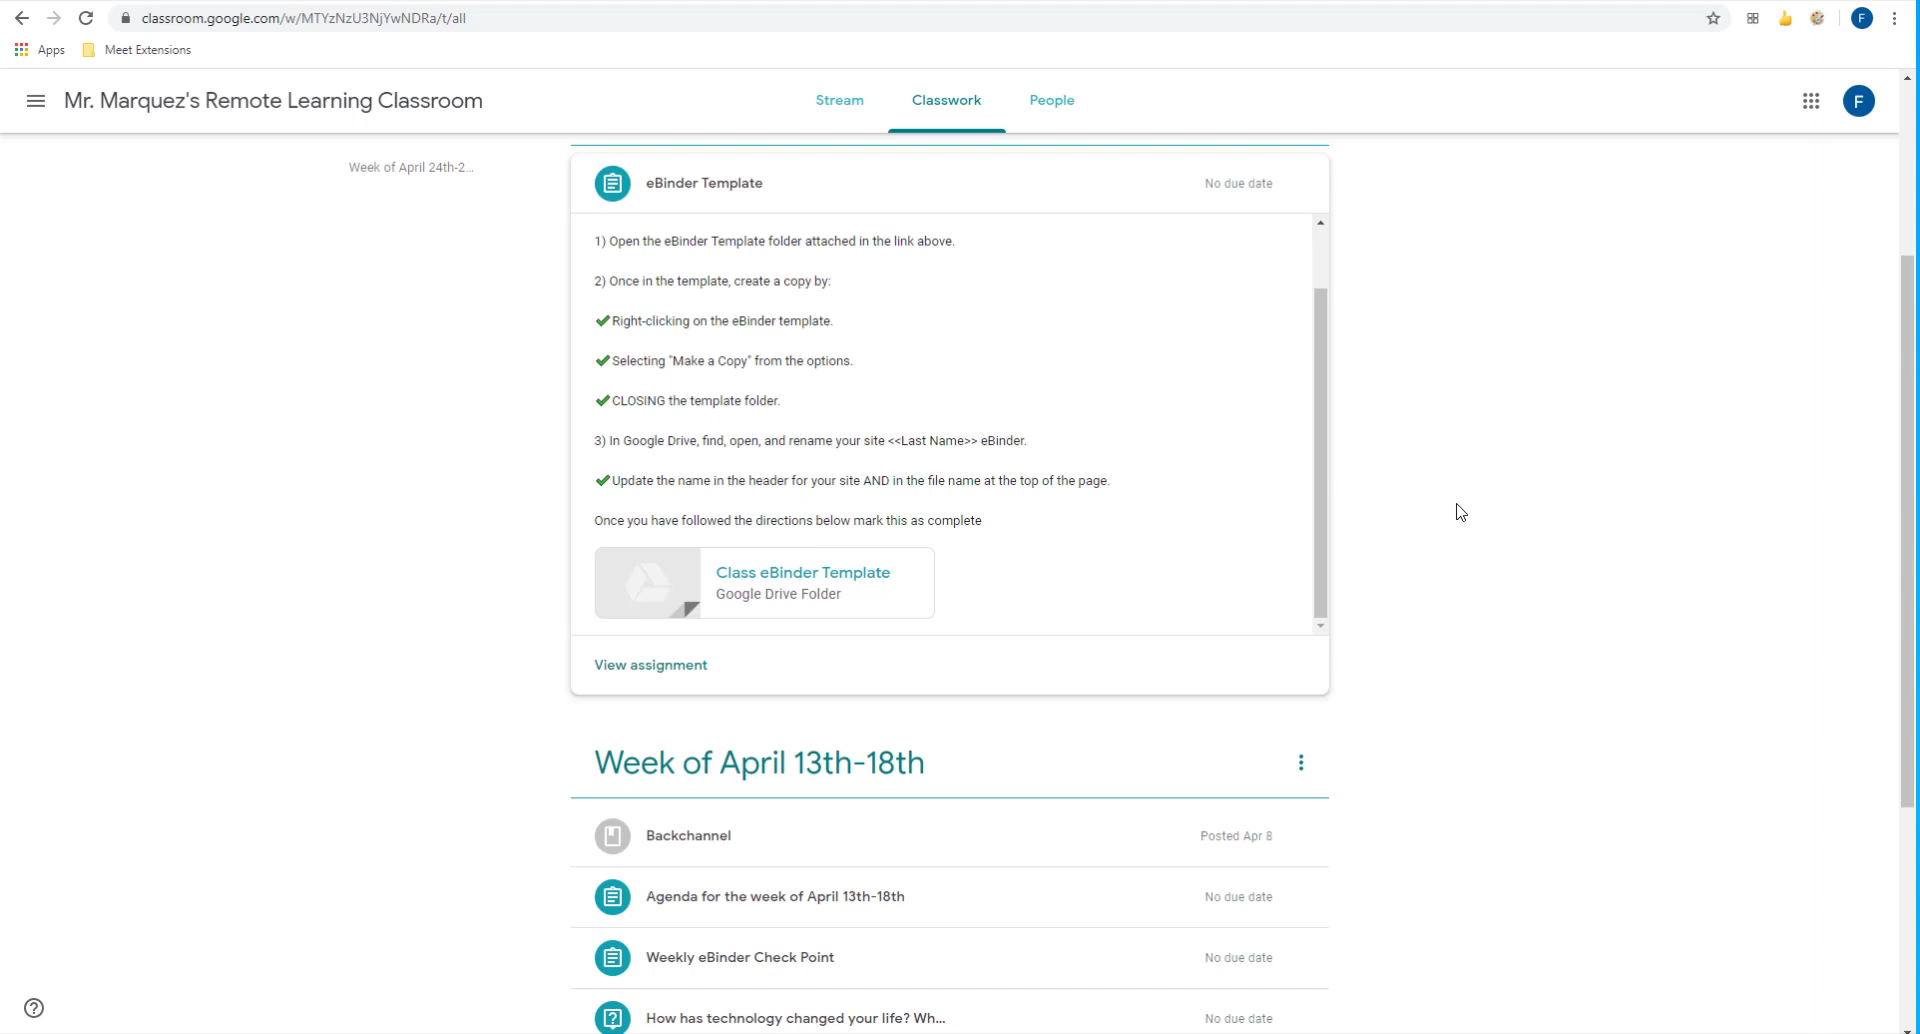 classroom.google.com/w/MTYzNzU3NjYwNDRa/t/all
F
Apps
Meet Extensions
Mr. Marquez's Remote Learning Classroom
Stream
Classwork
People
F
Week of April 24th-2...
eBinder Template
No due date
1) Open the eBinder Template folder attached in the link above.
2) Once in the template, create a copy by:
✔Right-clicking on the eBinder template.
✔Selecting "Make a Copy" from the options.
✔CLOSING the template folder.
3) In Google Drive, find, open, and rename your site <<Last Name>> eBinder.
✔Update the name in the header for your site AND in the file name at the top of the page.
Once you have followed the directions below mark this as complete
Class eBinder Template
Google Drive Folder
View assignment
Week of April 13th-18th
Backchannel
Posted Apr 8
Agenda for the week of April 13th-18th
No due date
Weekly eBinder Check Point
No due date
How has technology changed your life? Wh...
No due date